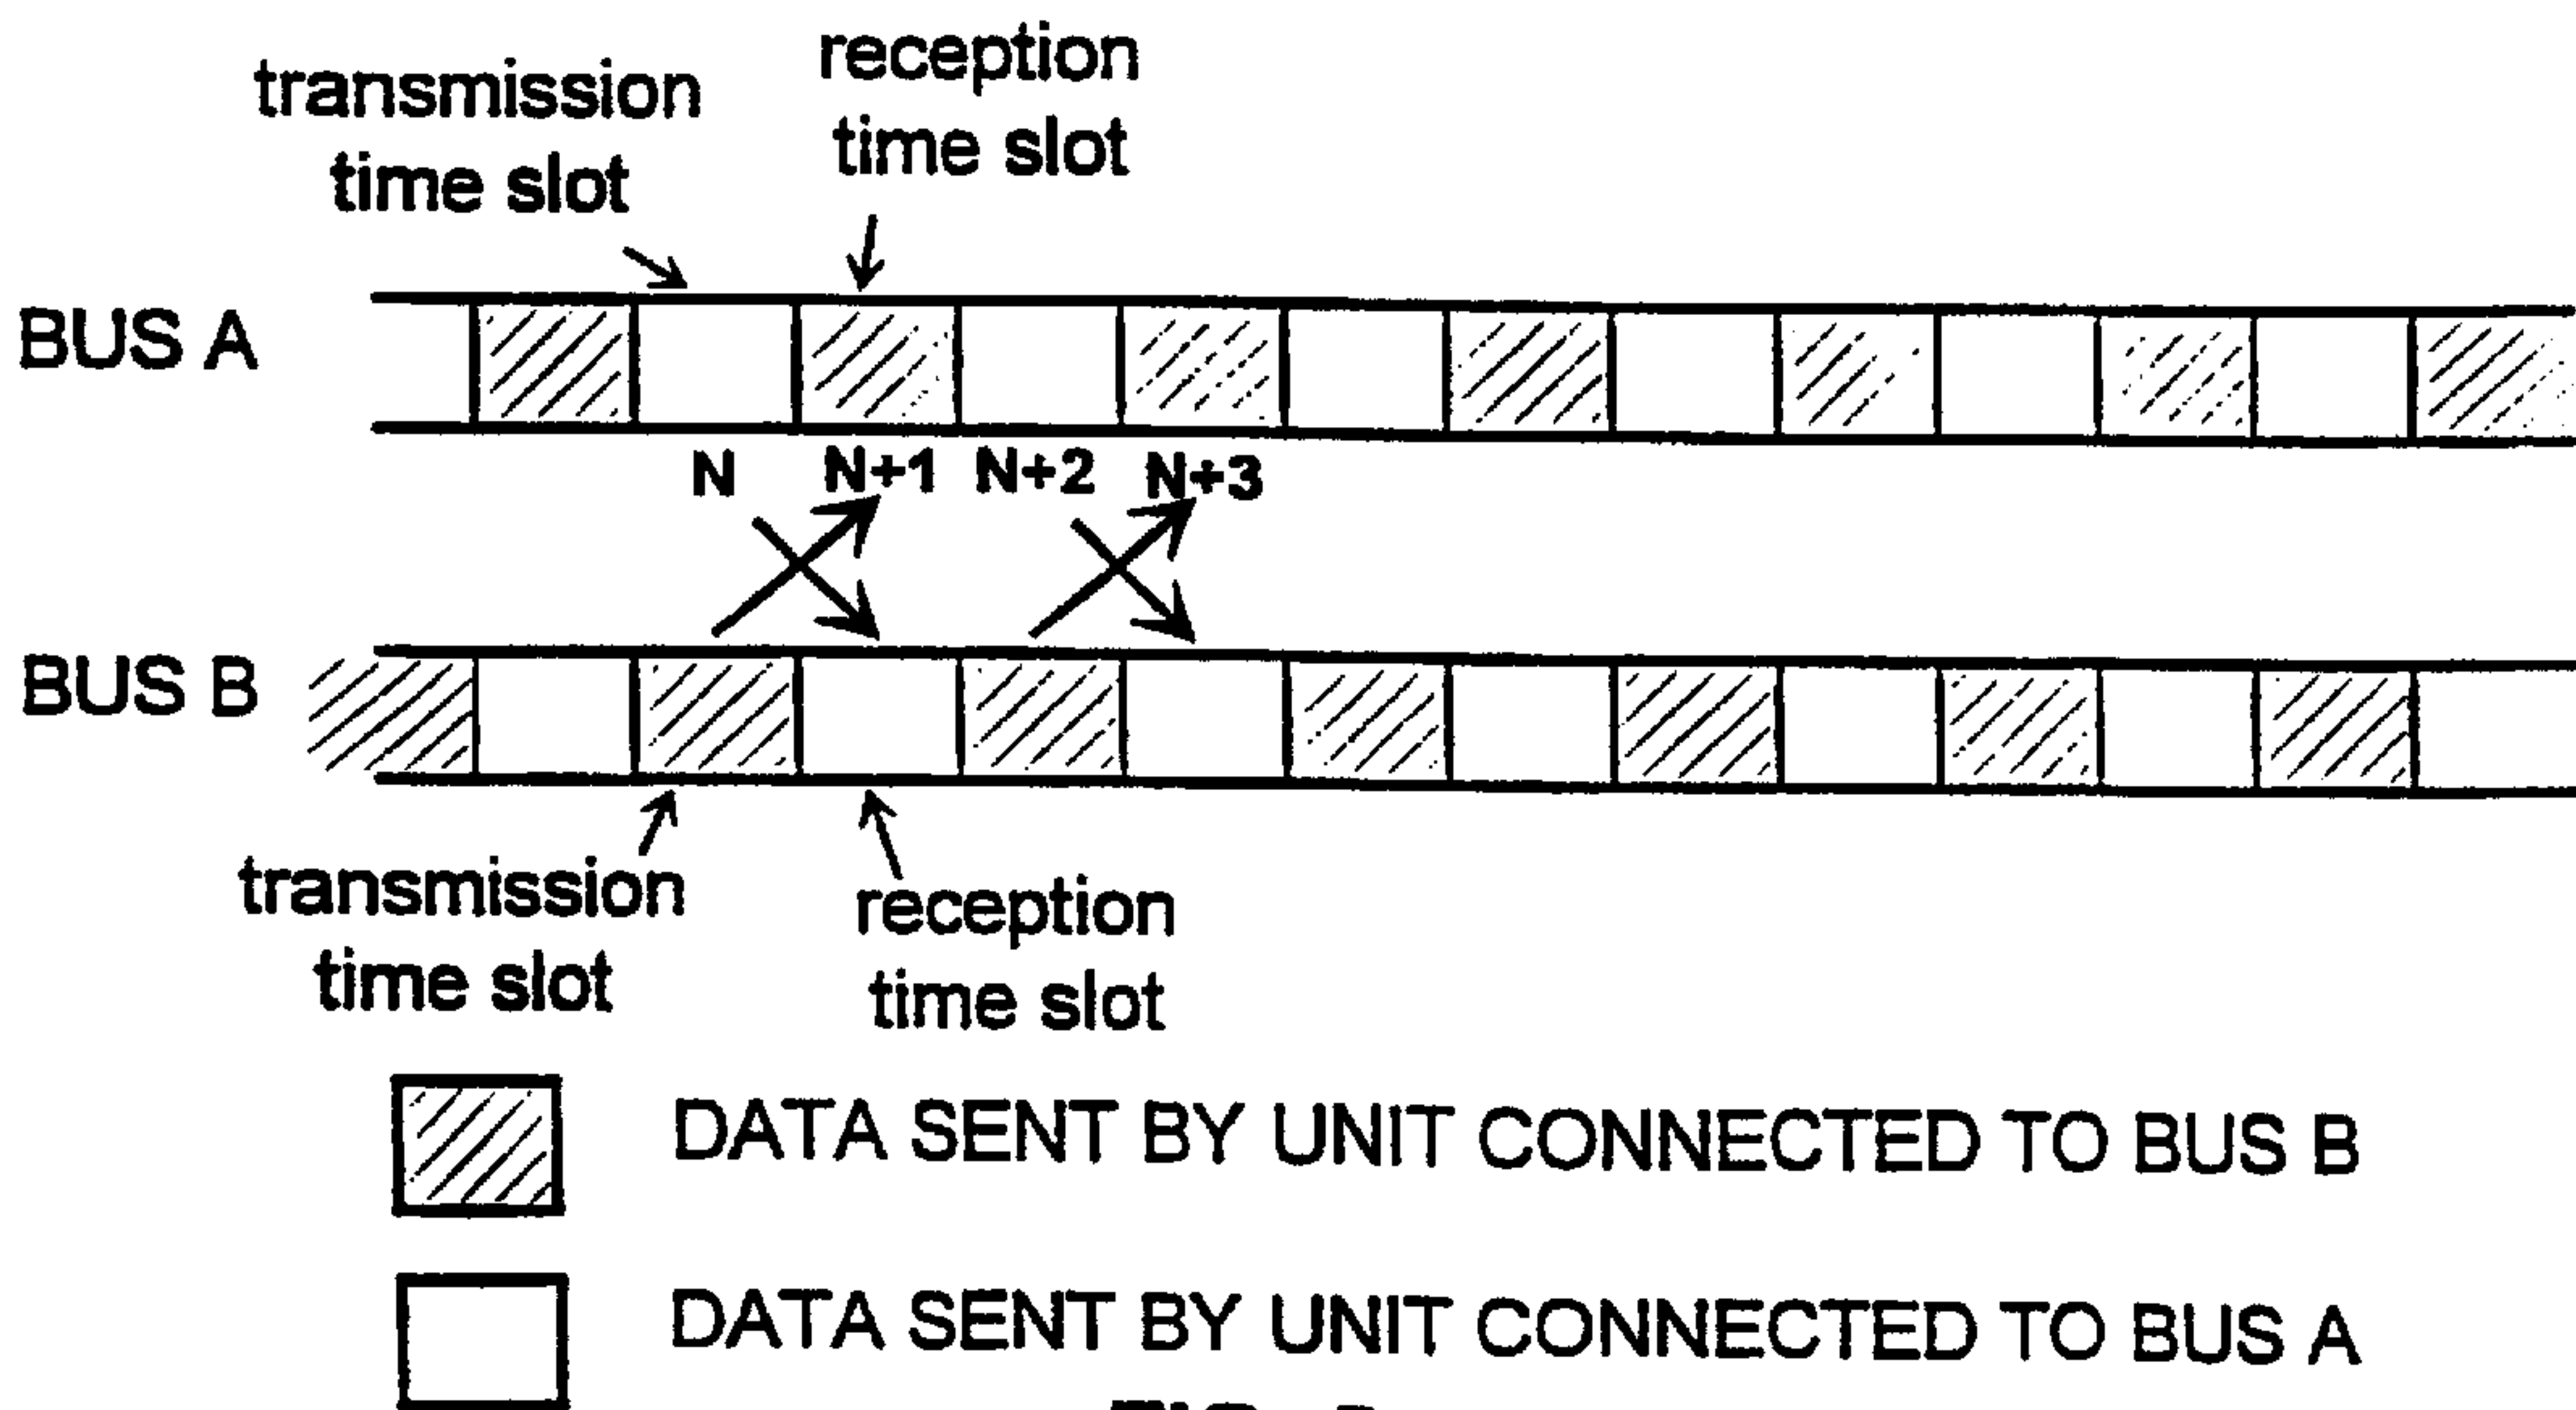 transmission
time slot
reception
time slot
BUS A
N N+1 N+2 N+3
BUS B
transmission
time slot
reception
time slot
DATA SENT BY UNIT CONNECTED TO BUS B
DATA SENT BY UNIT CONNECTED TO BUS A